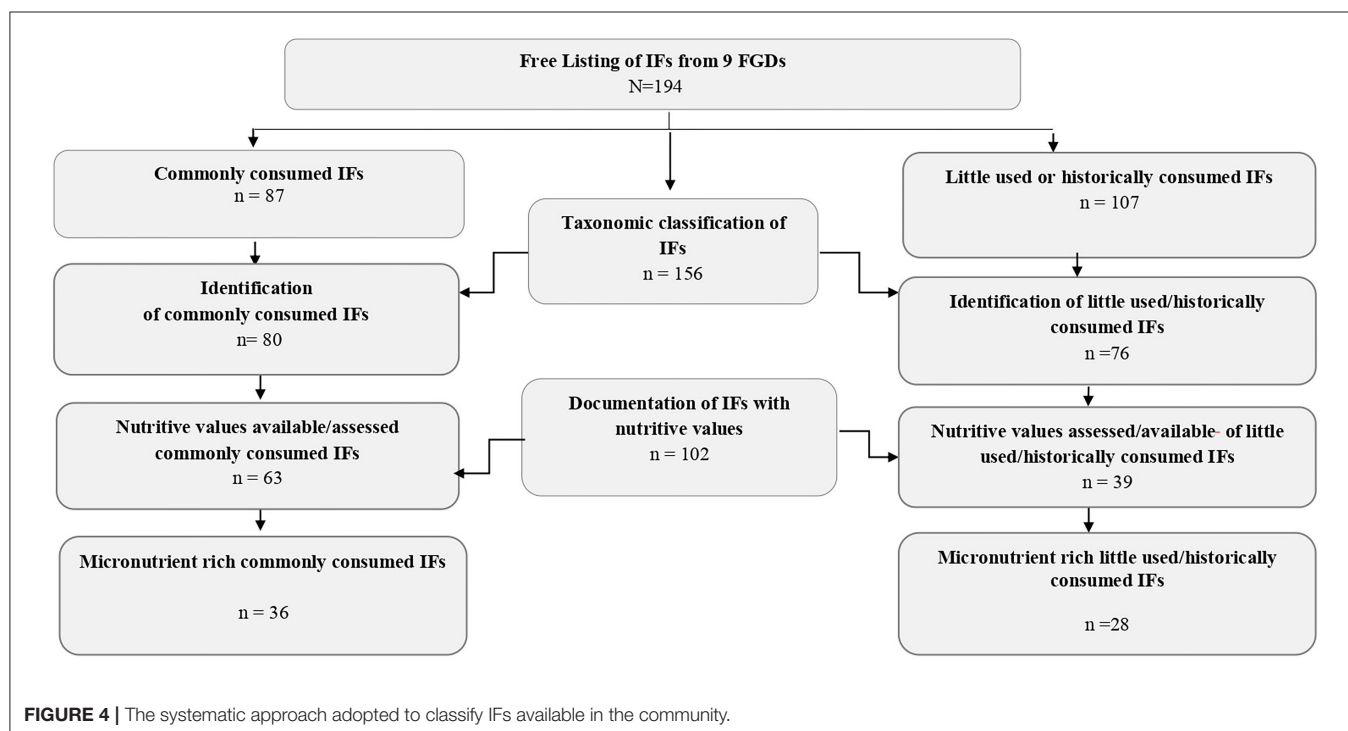 Free Listing of IFs from 9 FGDs
N=194
Commonly consumed IFs
n = 87
Taxonomic classification of
IFs
n = 156
Little used or historically consumed IFs
n = 107
Identification
of commonly consumed IFs
n= 80
Identification of little used/historically
consumed IFs
n =76
Nutritive values available/assessed
commonly consumed IFs
n = 63
Documentation of IFs with
nutritive values
n = 102
Nutritive values assessed/available- of little
used/historically consumed IFs
n = 39
Micronutrient rich commonly consumed IFs
n = 36
Micronutrient rich little used/historically
consumed IFs
n =28
FIGURE 4 | The systematic approach adopted to classify IFs available in the community.